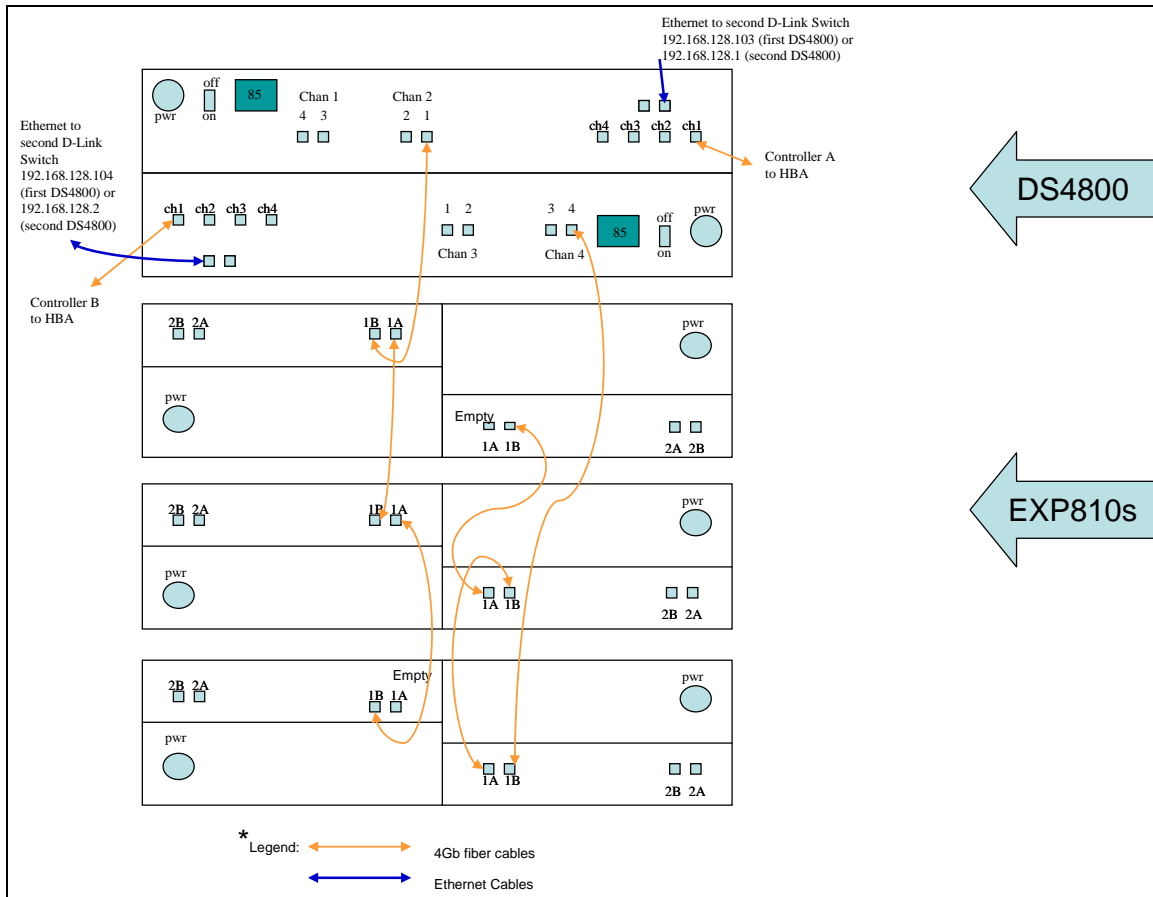 Ethernet to second D-Link Switch
192.168.128.103 (first DS4800) or
192.168.128.1 (second DS4800)
off
85
pwr
on
Chan 1
4 3
Chan 2
2 1
ch4 ch3 ch2 ch1
Controller A
to HBA
DS4800
Ethernet to
second D-Link
Switch
192.168.128.104
(first DS4800) or
192.168.128.2
(second DS4800)
ch1 ch2 ch3 ch4
1 2
Chan 3
3 4
Chan 4
85
off
on
pwr
Controller B
to HBA
2B 2A
1B 1A
pwr
pwr
Empty
1A 1B
2A 2B
EXP810s
2B 2A
1B 1A
pwr
pwr
1A 1B
2B 2A
2B 2A
Empty
1B 1A
pwr
pwr
1A 1B
2B 2A
*
Legend:
4Gb fiber cables
Ethernet Cables